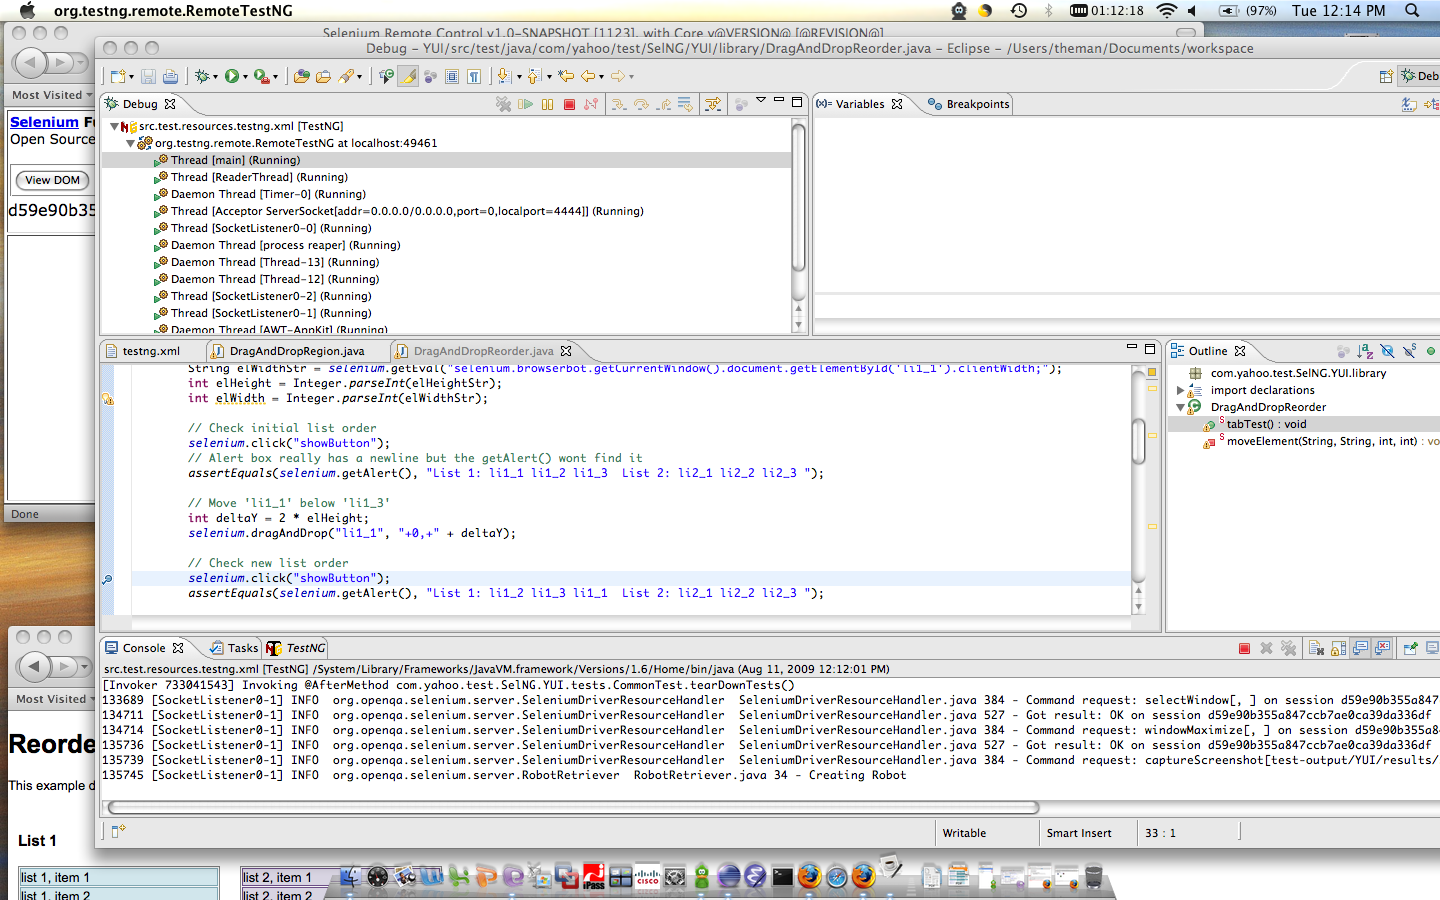 org.testng.remote.RemoteTestNG
01:12:18
(97%)
Tue 12:14 PM
Selenium Remote Control v1.0-SNAPSHOT [1123], with Core v@VERSION@ [@REVISION@]
Debug – YUI/src/test/java/com/yahoo/test/SelNG/YUI/library/DragAndDropReorder.java – Eclipse – /Users/theman/Documents/workspace
Deb
Most Visited
Selenium Fu
Open Source
View DOM
d59e90b35
Done
Debug
src.test.resources.testng.xml [TestNG]
org.testng.remote.RemoteTestNG at localhost:49461
Thread [main] (Running)
Thread [ReaderThread] (Running)
Daemon Thread [Timer-0] (Running)
Thread [Acceptor ServerSocket[addr=0.0.0.0/0.0.0.0,port=0,localport=4444]] (Running)
Thread [SocketListener0-0] (Running)
Daemon Thread [process reaper] (Running)
Daemon Thread [Thread-13] (Running)
Daemon Thread [Thread-12] (Running)
Thread [SocketListener0-2] (Running)
Thread [SocketListener0-1] (Running)
Daemon Thread [AWT-AppKit] (Running)
(x)= Variables
Breakpoints
testng.xml
DragAndDropRegion.java
DragAndDropReorder.java
String elWidthStr = selenium.getEval("selenium.browserbot.getCurrentWindow().document.getElementById('li1_1').clientWidth;");
int elHeight = Integer.parseInt(elHeightStr);
int elWidth = Integer.parseInt(elWidthStr);
// Check initial list order
selenium.click("showButton");
// Alert box really has a newline but the getAlert() wont find it
assertEquals(selenium.getAlert(), "List 1: li1_1 li1_2 li1_3  List 2: li2_1 li2_2 li2_3 ");
// Move 'li1_1' below 'li1_3'
int deltaY = 2 * elHeight;
selenium.dragAndDrop("li1_1", "+0,+" + deltaY);
// Check new list order
selenium.click("showButton");
assertEquals(selenium.getAlert(), "List 1: li1_2 li1_3 li1_1  List 2: li2_1 li2_2 li2_3 ");
Outline
com.yahoo.test.SelNG.YUI.library
import declarations
DragAndDropReorder
tabTest() : void
moveElement(String, String, int, int) : vo
Console
Tasks
TestNG
src.test.resources.testng.xml [TestNG] /System/Library/Frameworks/JavaVM.framework/Versions/1.6/Home/bin/java (Aug 11, 2009 12:12:01 PM)
[Invoker 733041543] Invoking @AfterMethod com.yahoo.test.SelNG.YUI.tests.CommonTest.tearDownTests()
133689 [SocketListener0-1] INFO  org.openqa.selenium.server.SeleniumDriverResourceHandler  SeleniumDriverResourceHandler.java 384 - Command request: selectWindow[, ] on session d59e90b355a847
134711 [SocketListener0-1] INFO  org.openqa.selenium.server.SeleniumDriverResourceHandler  SeleniumDriverResourceHandler.java 527 - Got result: OK on session d59e90b355a847ccb7ae0ca39da336df
134714 [SocketListener0-1] INFO  org.openqa.selenium.server.SeleniumDriverResourceHandler  SeleniumDriverResourceHandler.java 384 - Command request: windowMaximize[, ] on session d59e90b355a84
135736 [SocketListener0-1] INFO  org.openqa.selenium.server.SeleniumDriverResourceHandler  SeleniumDriverResourceHandler.java 527 - Got result: OK on session d59e90b355a847ccb7ae0ca39da336df
135739 [SocketListener0-1] INFO  org.openqa.selenium.server.SeleniumDriverResourceHandler  SeleniumDriverResourceHandler.java 384 - Command request: captureScreenshot[test-output/YUI/results/
135745 [SocketListener0-1] INFO  org.openqa.selenium.server.RobotRetriever  RobotRetriever.java 34 - Creating Robot
Writable
Smart Insert
33 : 1
Most Visited
Reorde
This example d
List 1
list 1, item 1
list 1, item 2
list 2, item 1
list 2, item 2
iPass
CISCO